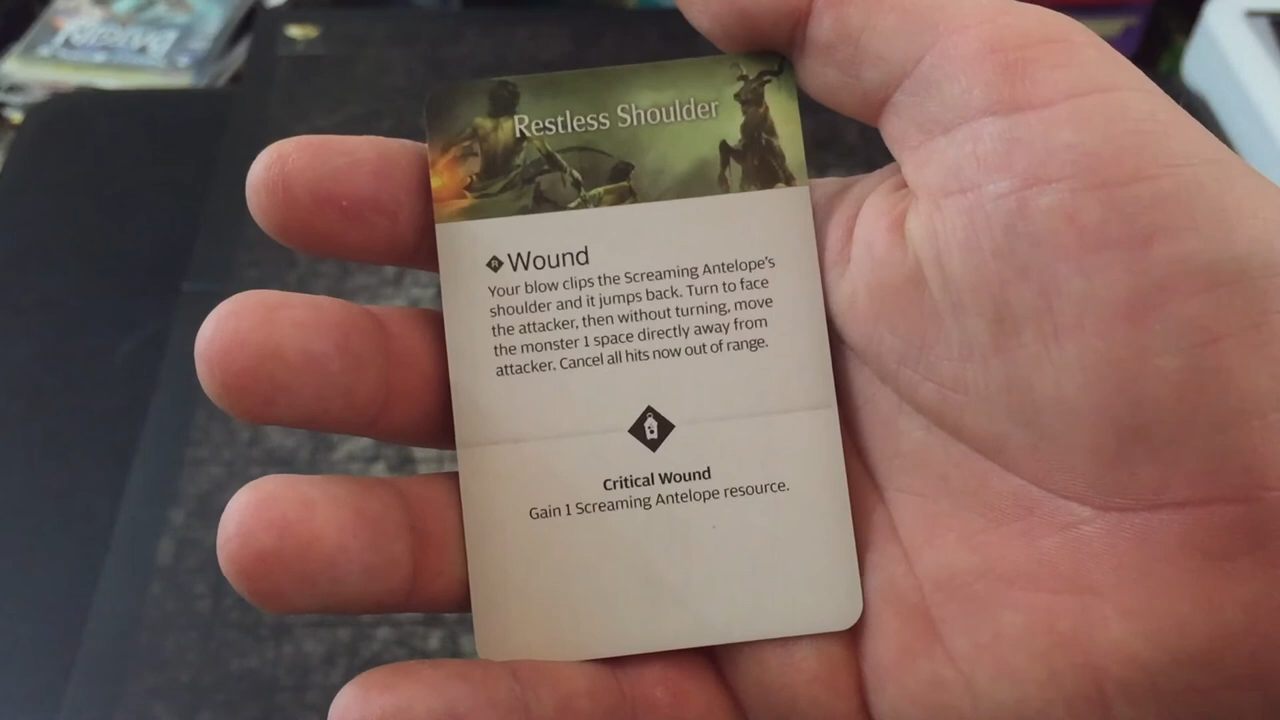 Restless Shoulder
Wound
Your blow clips the Screaming Antelope's
shoulder and it jumps back. Turn to face
the attacker, then without turning, move
the monster 1 space directly away from
attacker. Cancel all hits now out of range.
Critical Wound
Gain 1 Screaming Antelope resource.